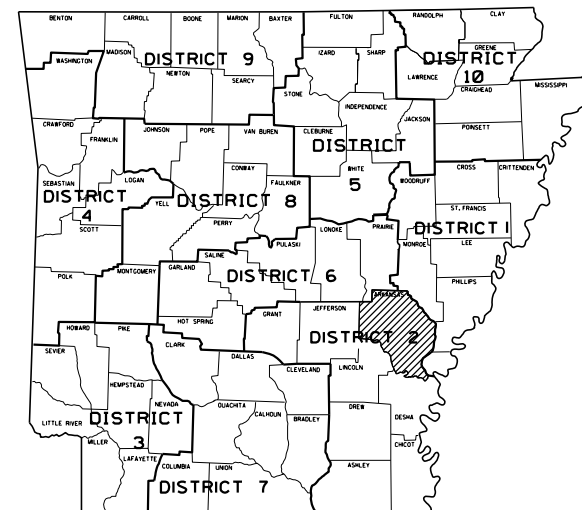 BENTON CARROLL BOONE MARION BAXTER FULTON RANDOLPH CLAY
WASHINGTON MADISON DISTRICT 9 IZARD SHARP GREENE
DISTRICT 10
NEWTON SEARCY STONE LAWRENCE CRAIGHEAD MISSISSIPPI
INDEPENDENCE JACKSON
CRAWFORD JOHNSON POPE VAN BUREN CLEBURNE POINSETT
FRANKLIN DISTRICT 5
CONWAY WHITE CROSS CRITTENDEN
SEBASTIAN LOGAN FAULKNER WOODRUFF
DISTRICT 4 YELL DISTRICT 8 ST. FRANCIS
SCOTT PERRY LONOKE PRAIRIE DISTRICT 1
SALINE PULASKI MONROE LEE
POLK MONTGOMERY GARLAND DISTRICT 6 PHILLIPS
ARKANSAS
HOT SPRING GRANT JEFFERSON
HOWARD PIKE DISTRICT 2
SEVIER CLARK DALLAS CLEVELAND LINCOLN
HEMPSTEAD
NEVADA OUACHITA CALHOUN DREW
LITTLE RIVER DISTRICT 3 BRADLEY DESHA
MILLER CHICOT
LAFAYETTE COLUMBIA UNION ASHLEY
DISTRICT 7